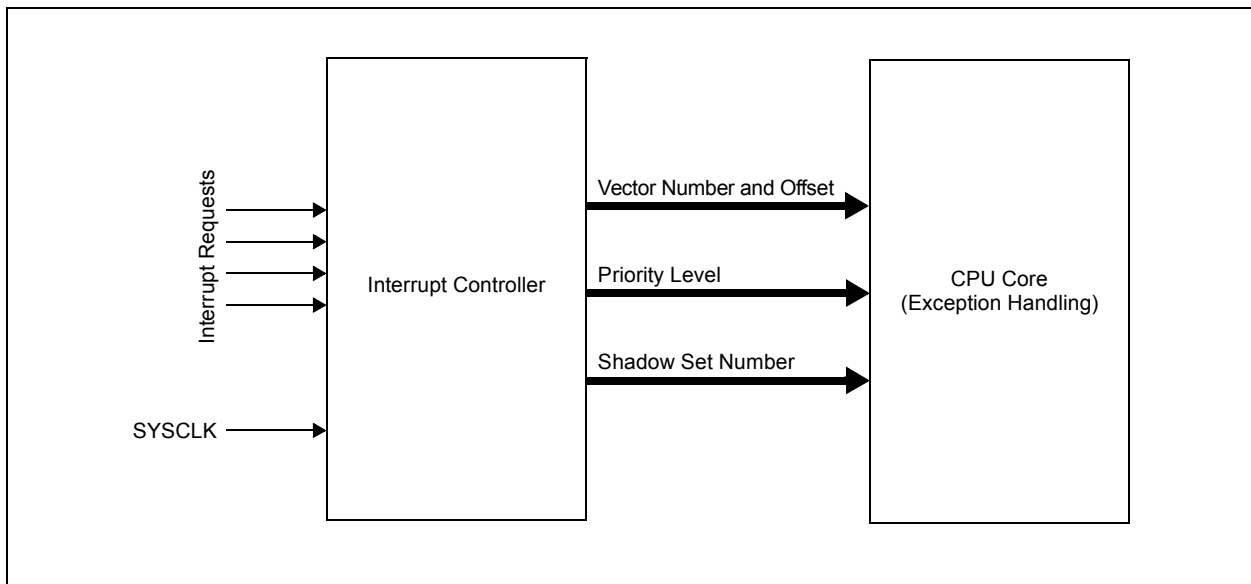 Interrupt Requests
SYSCLK
Interrupt Controller
Vector Number and Offset
Priority Level
Shadow Set Number
CPU Core
(Exception Handling)